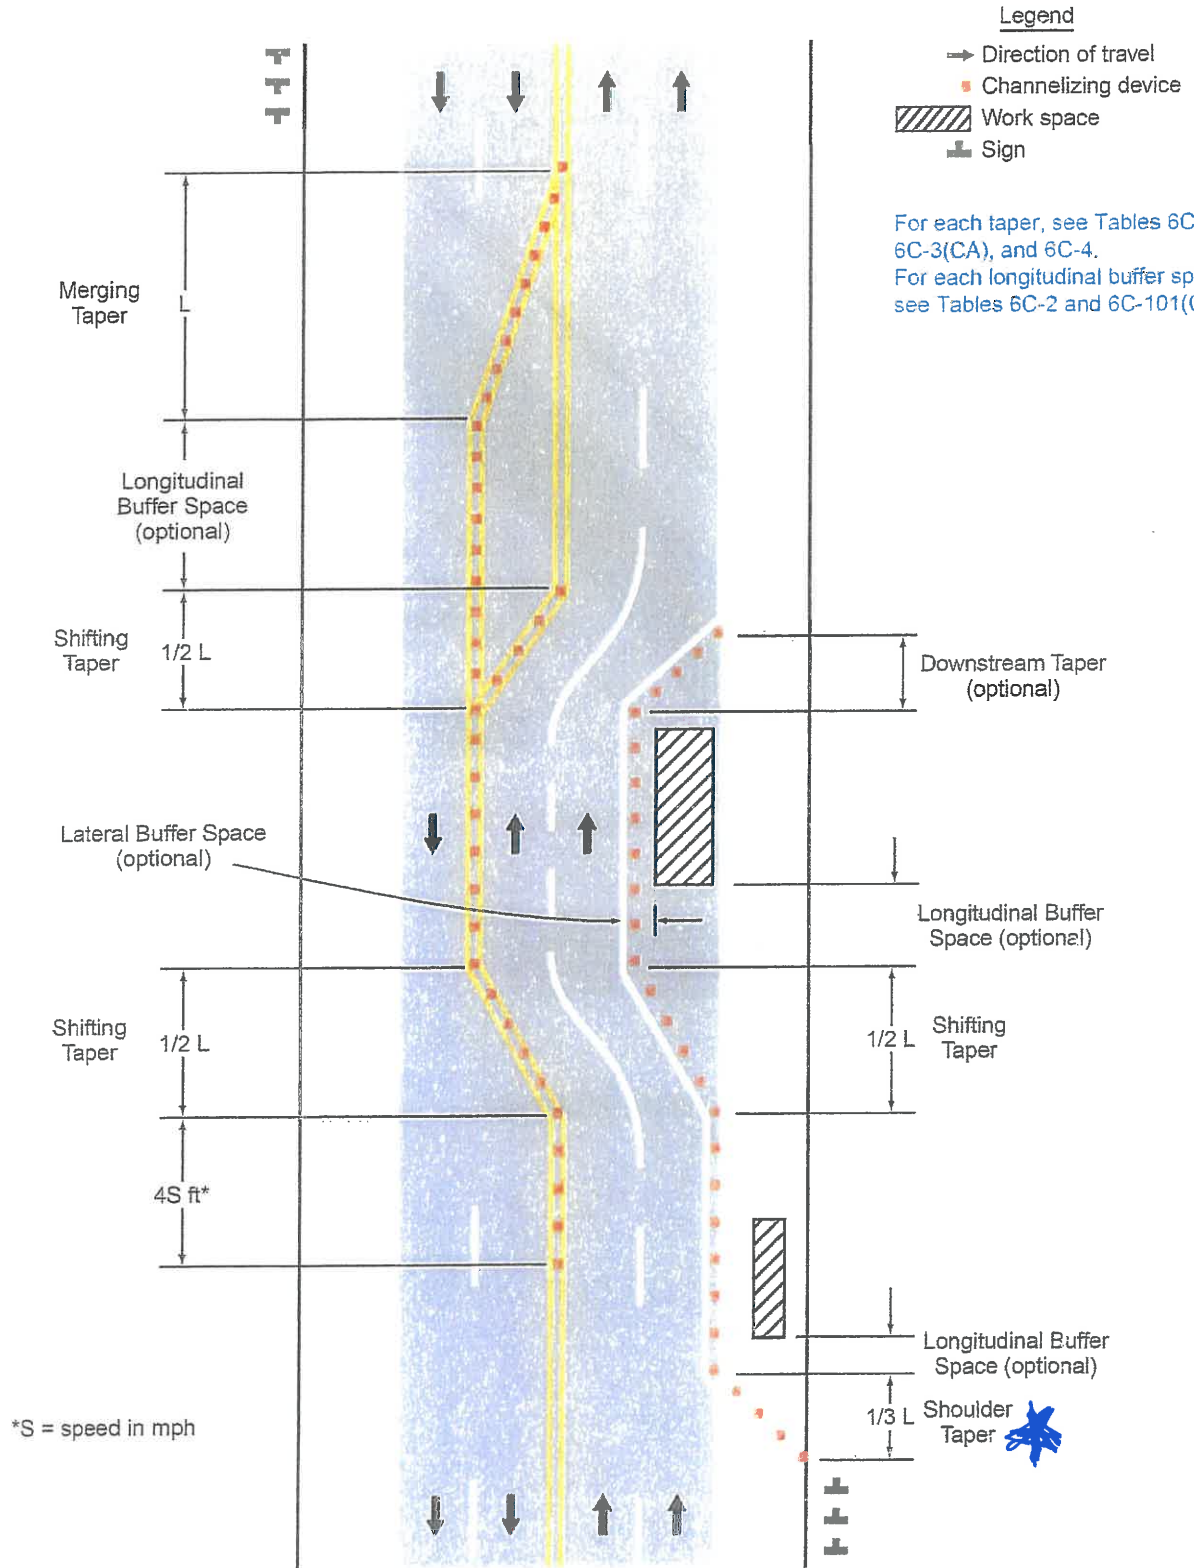 Legend
Direction of travel
Channelizing device
Work space
Sign
For each taper, see Tables 6C
6C-3(CA), and 6C-4.
For each longitudinal buffer sp
see Tables 6C-2 and 6C-101(
Merging
Taper
L
Longitudinal
Buffer Space
(optional)
Shifting
Taper
1/2 L
Downstream Taper
(optional)
Lateral Buffer Space
(optional)
Longitudinal Buffer
Space (optional)
Shifting
Taper
1/2 L
1/2 L
Shifting
Taper
4S ft*
Longitudinal Buffer
Space (optional)
1/3 L
Shoulder
Taper
*S = speed in mph